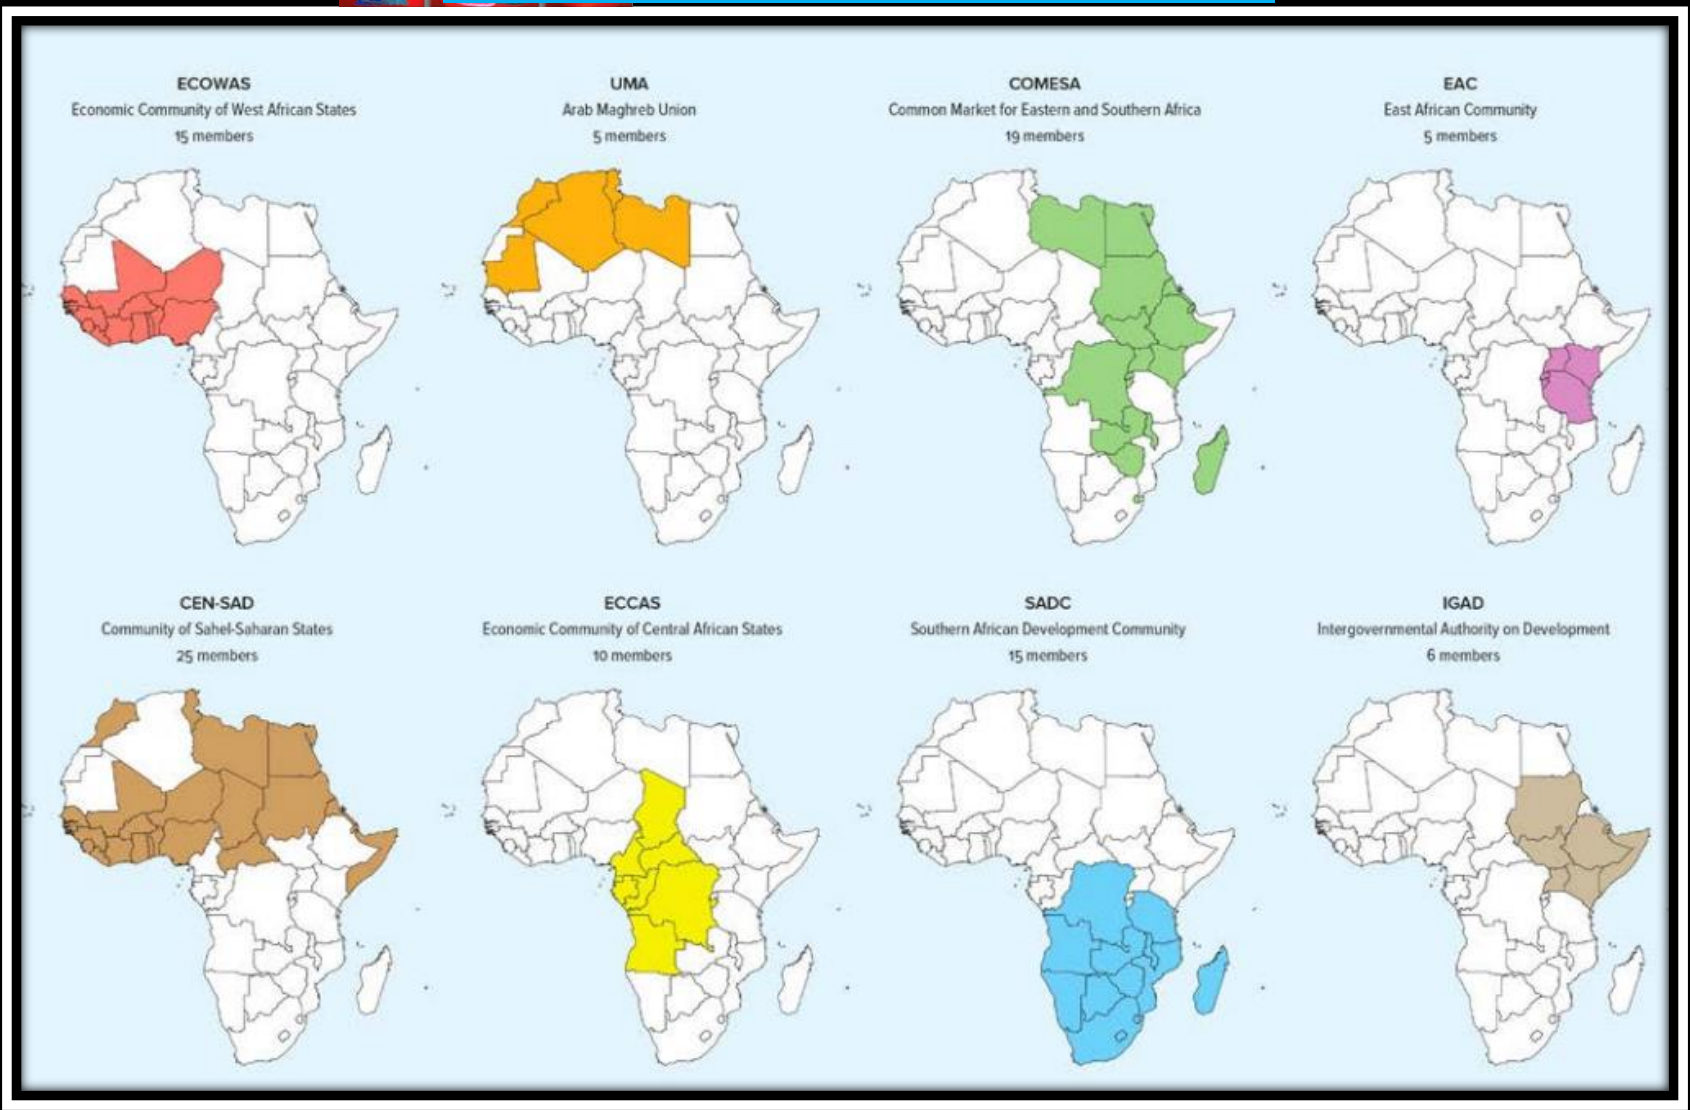 ECOWAS
Economic Community of West African States
15 members
UMA
Arab Maghreb Union
5 members
COMESA
Common Market for Eastern and Southern Africa
19 members
EAC
East African Community
5 members
CEN-SAD
Community of Sahel-Saharan States
25 members
ECCAS
Economic Community of Central African States
10 members
SADC
Southern African Development Community
15 members
IGAD
Intergovernmental Authority on Development
6 members